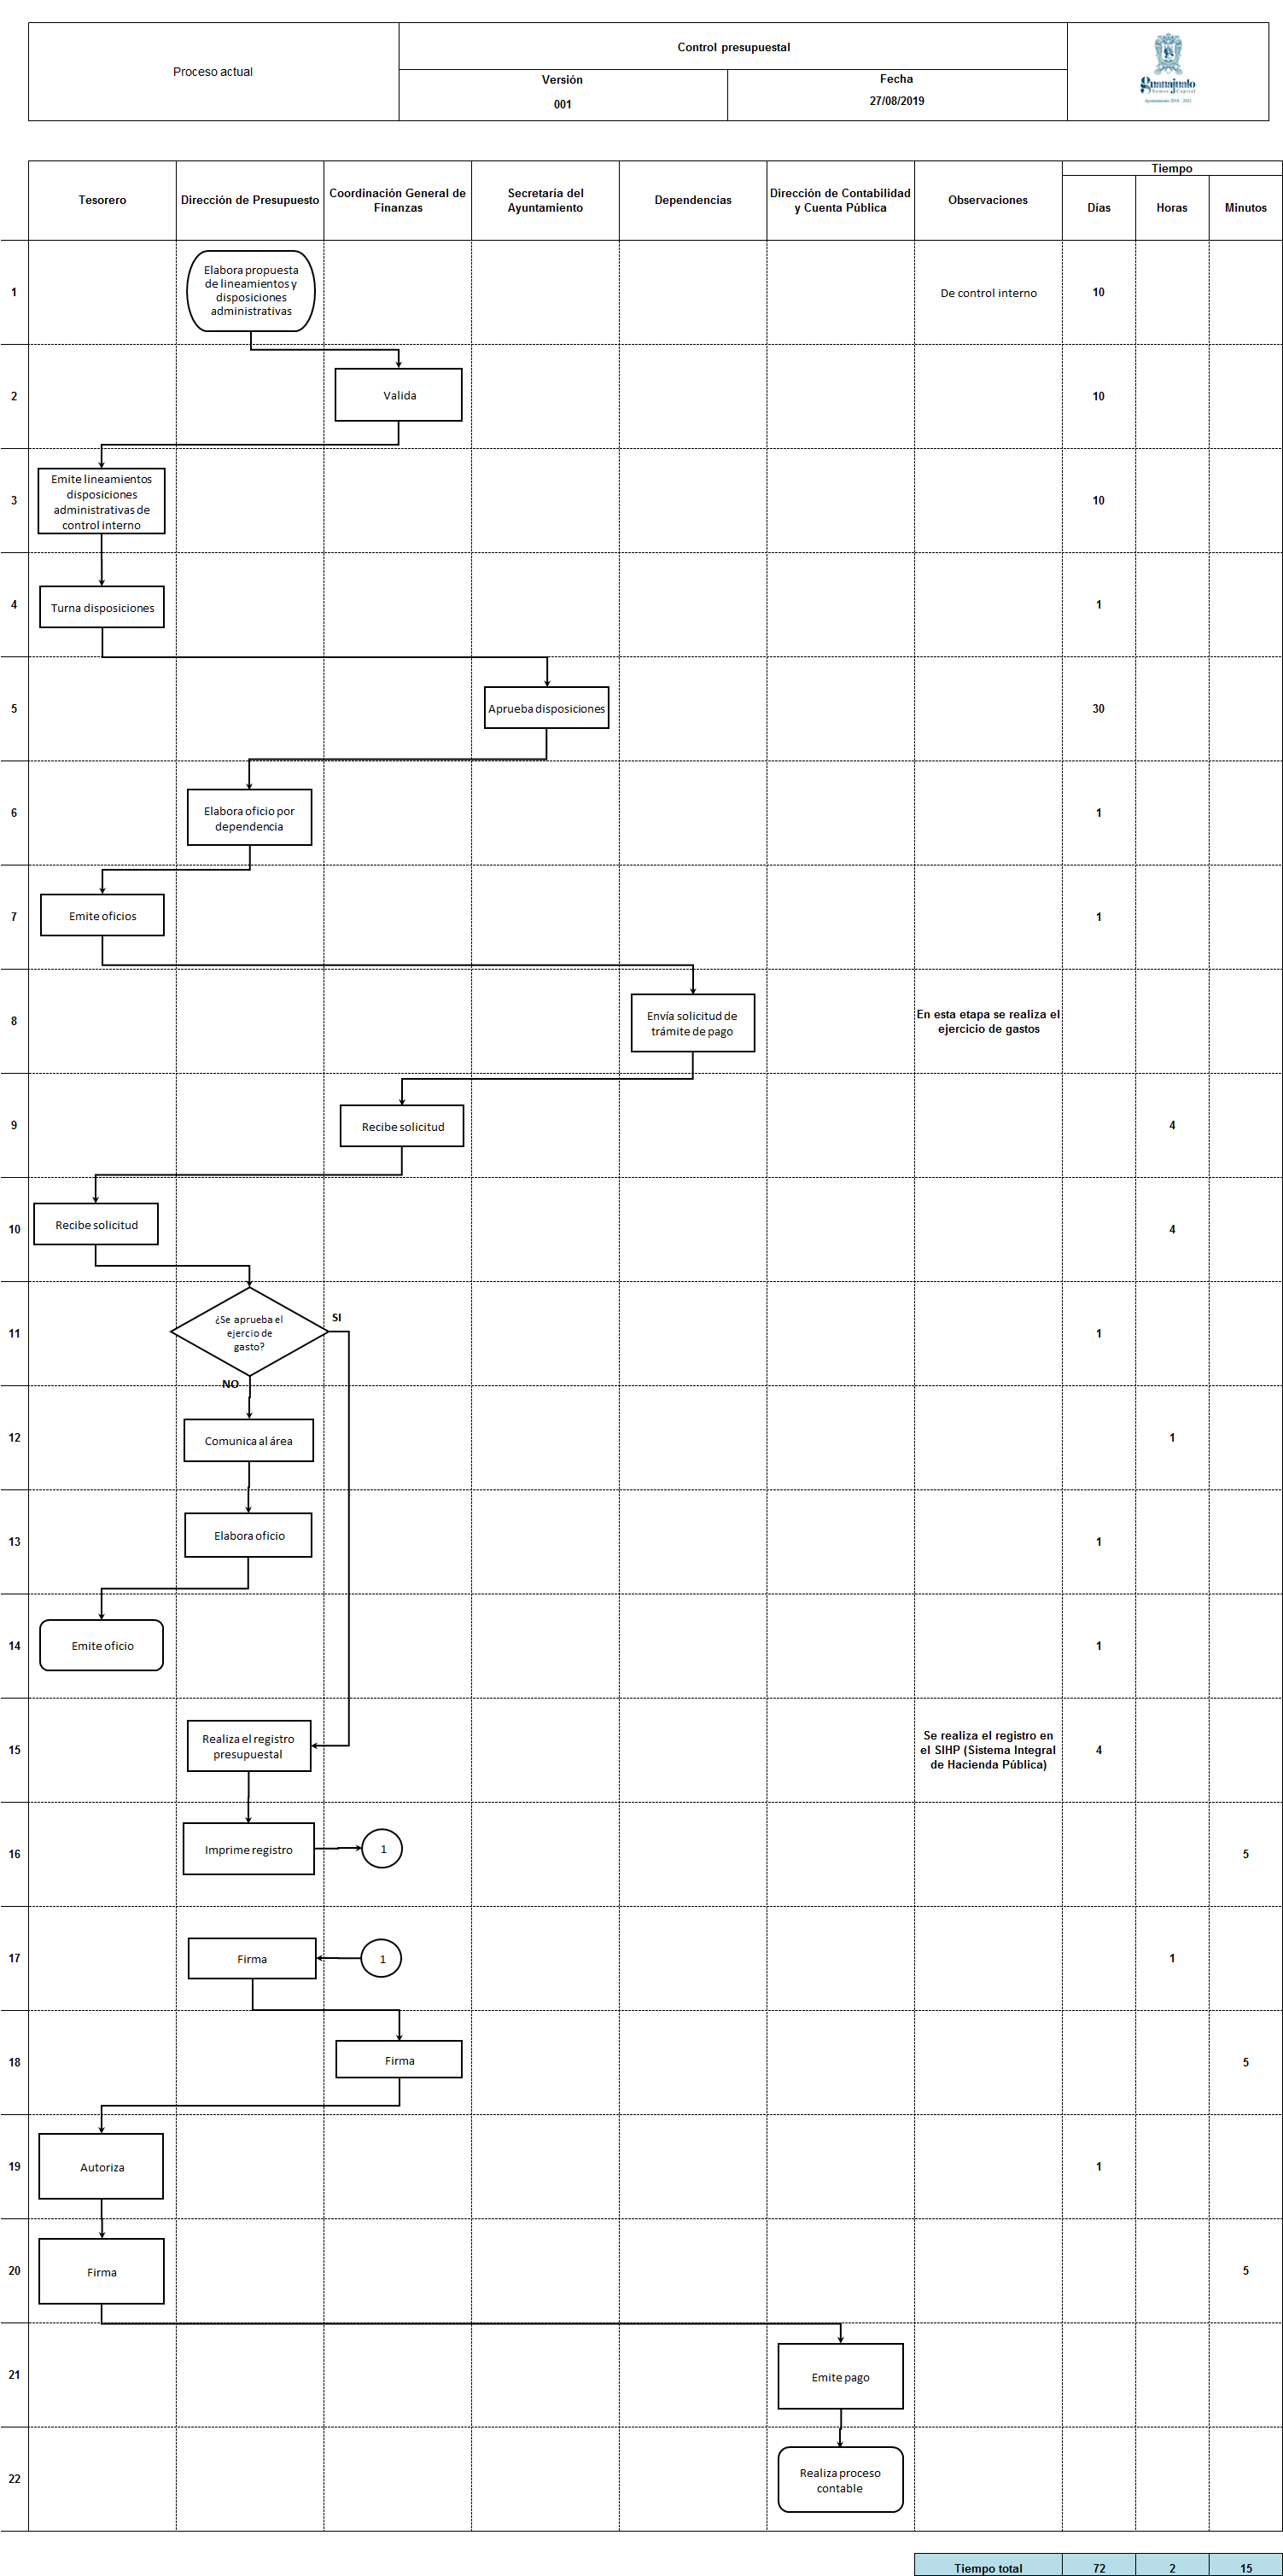 Proceso actual
Control presupuestal
Versión
001
Fecha
27/08/2019
Guanajuato
Somos Capital
Ayuntamiento 2018 - 2021
Tesorero
Dirección de Presupuesto
Coordinación General de
Finanzas
Secretaría del
Ayuntamiento
Dependencias
Dirección de Contabilidad
y Cuenta Pública
Observaciones
Tiempo
Días
Horas
Minutos
1
Elabora propuesta
de lineamientos y
disposiciones
administrativas
De control interno
10
2
Valida
10
3
Emite lineamientos
disposiciones
administrativas de
control interno
10
4
Turna disposiciones
1
5
Aprueba disposiciones
30
6
Elabora oficio por
dependencia
1
7
Emite oficios
1
8
Envía solicitud de
trámite de pago
En esta etapa se realiza el
ejercicio de gastos
9
Recibe solicitud
4
10
Recibe solicitud
4
11
¿Se aprueba el
ejercio de
gasto?
SI
NO
1
12
Comunica al área
1
13
Elabora oficio
1
14
Emite oficio
1
15
Realiza el registro
presupuestal
Se realiza el registro en
el SIHP (Sistema Integral
de Hacienda Pública)
4
16
Imprime registro
1
5
17
Firma
1
1
18
Firma
5
19
Autoriza
1
20
Firma
5
21
Emite pago
22
Realiza proceso
contable
Tiempo total
72
2
15